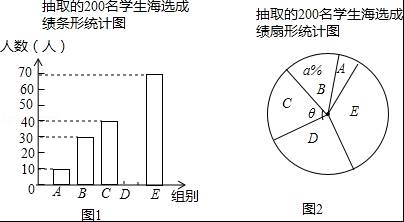 抽取的200名学生海选成
绩条形统计图
人数（人）
70
60
50
40
30
20
10
0
A B C D E 组别
图1
抽取的200名学生海选成
绩扇形统计图
a%
A
B
C
θ
E
D
图2